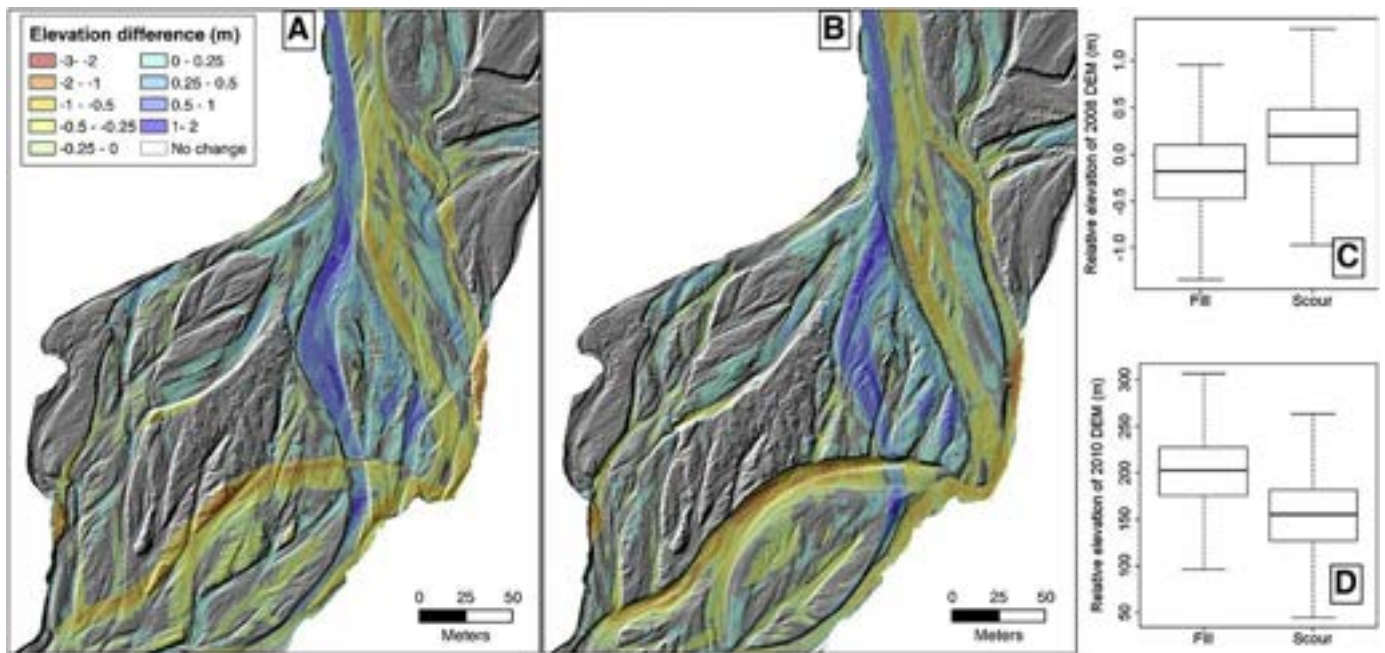 Elevation difference (m)
-3- -2
-2 - -1
-1 - -0.5
-0.5 - -0.25
-0.25 - 0
0 - 0.25
0.25 - 0.5
0.5 - 1
1- 2
No change
A
0 25 50
Meters
B
0 25 50
Meters
Relative elevation of 2008 DEM (m)
1.0
0.5
0.0
-0.5
-1.0
C
Fill Scour
Relative elevation of 2010 DEM (m)
300
250
200
150
100
50
D
Fill Scour